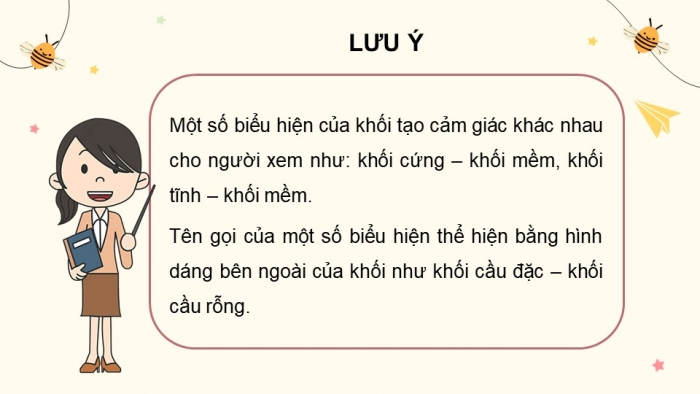 LƯU Ý
Một số biểu hiện của khối tạo cảm giác khác nhau
cho người xem như: khối cứng – khối mềm, khối
tĩnh – khối mềm.
Tên gọi của một số biểu hiện thể hiện bằng hình
dáng bên ngoài của khối như khối cầu đặc – khối
cầu rỗng.